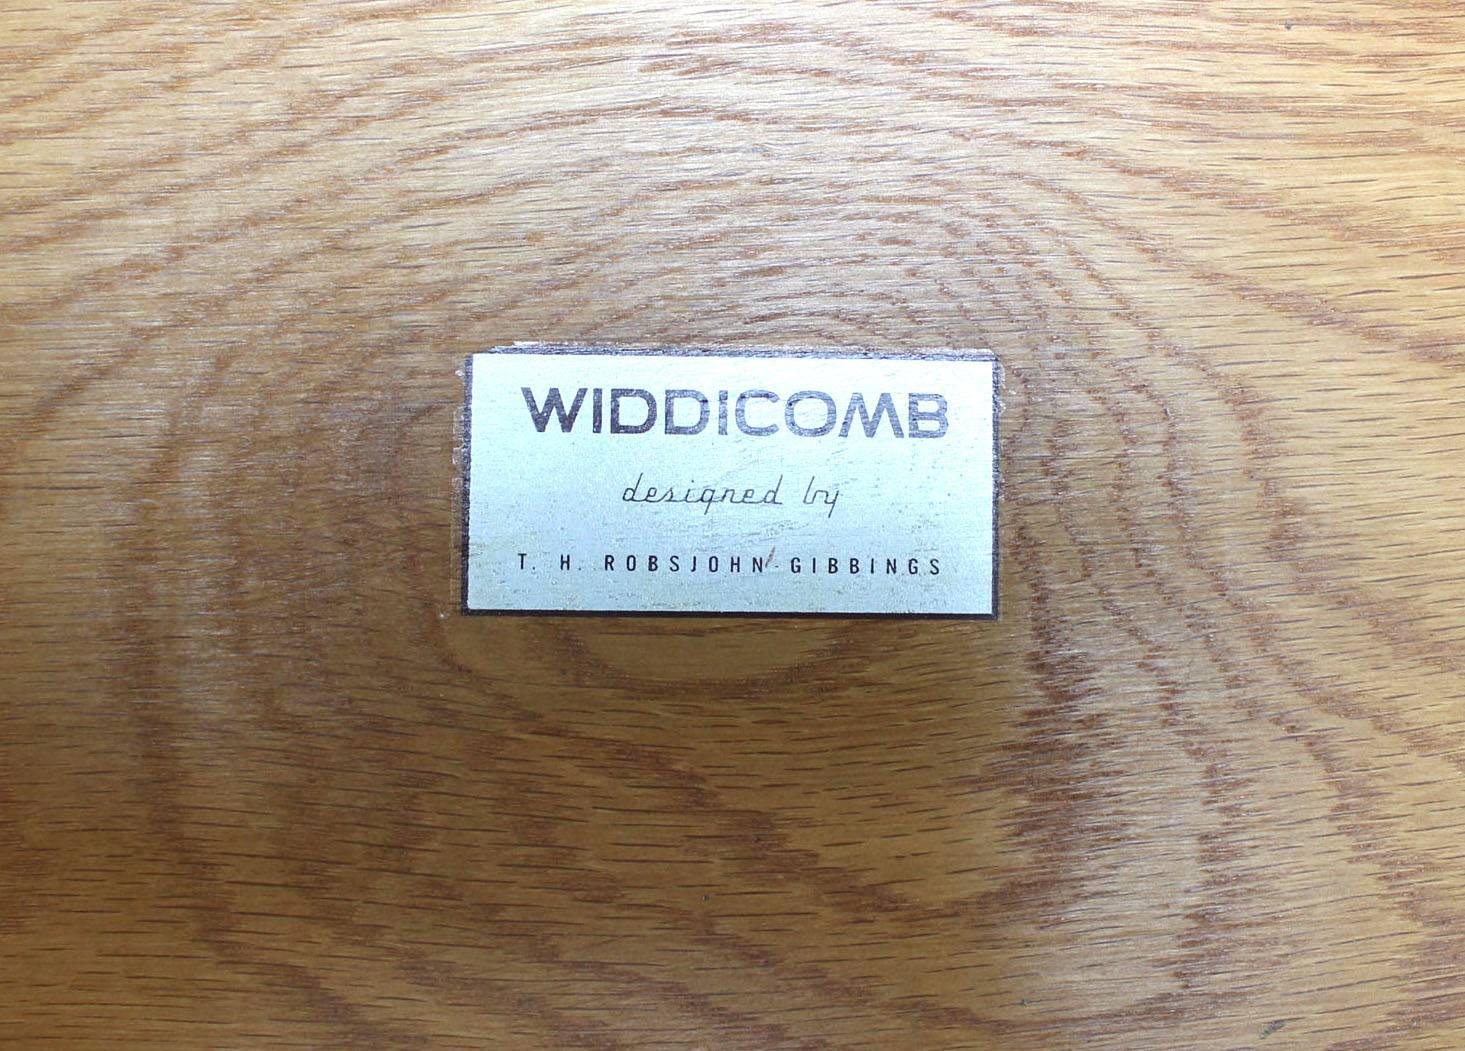 WIDDICOMB
designed by
T. H. ROBSJOHN-GIBBINGS